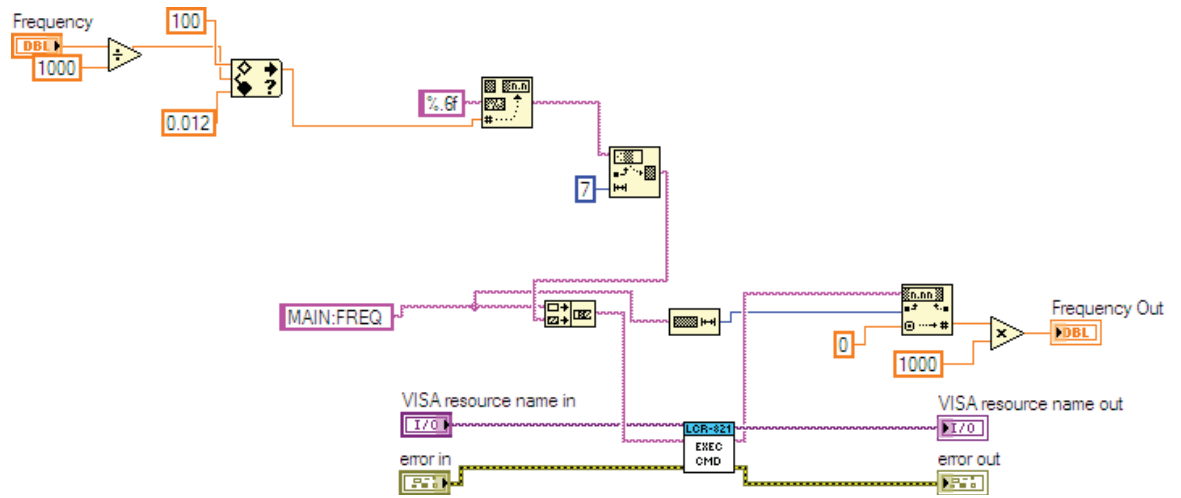 Frequency
DBL
1000
÷
100
?
0.012
%.6f
n.n
#
7
MAIN:FREQ
n.nn
#
0
1000
×
Frequency Out
DBL
VISA resource name in
I/O
LCR-821
EXEC
CMD
VISA resource name out
I/O
error in
error out